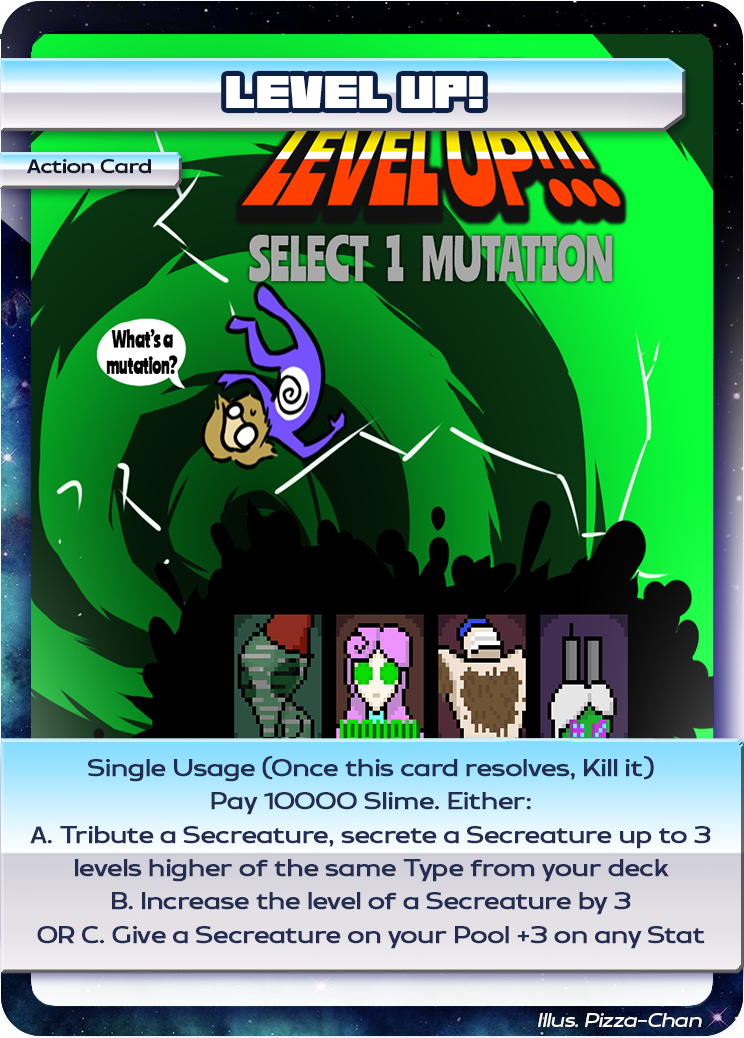 LEVEL UP!
Action Card
LEVEL UP!!!
SELECT 1 MUTATION
What's a
mutation?
Single Usage (Once this card resolves, Kill it)
Pay 10000 Slime. Either:
A. Tribute a Secreature, secrete a Secreature up to 3
levels higher of the same Type from your deck
B. Increase the level of a Secreature by 3
OR C. Give a Secreature on your Pool +3 on any Stat
Illus. Pizza-Chan